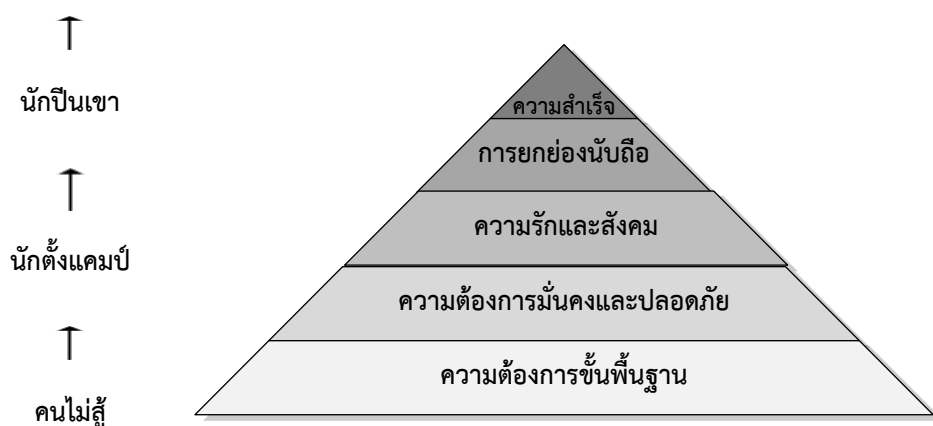 นักปีนเขา
นักตั้งแคมป์
คนไม่สู้
ความสำเร็จ
การยกย่องนับถือ
ความรักและสังคม
ความต้องการมั่นคงและปลอดภัย
ความต้องการขั้นพื้นฐาน